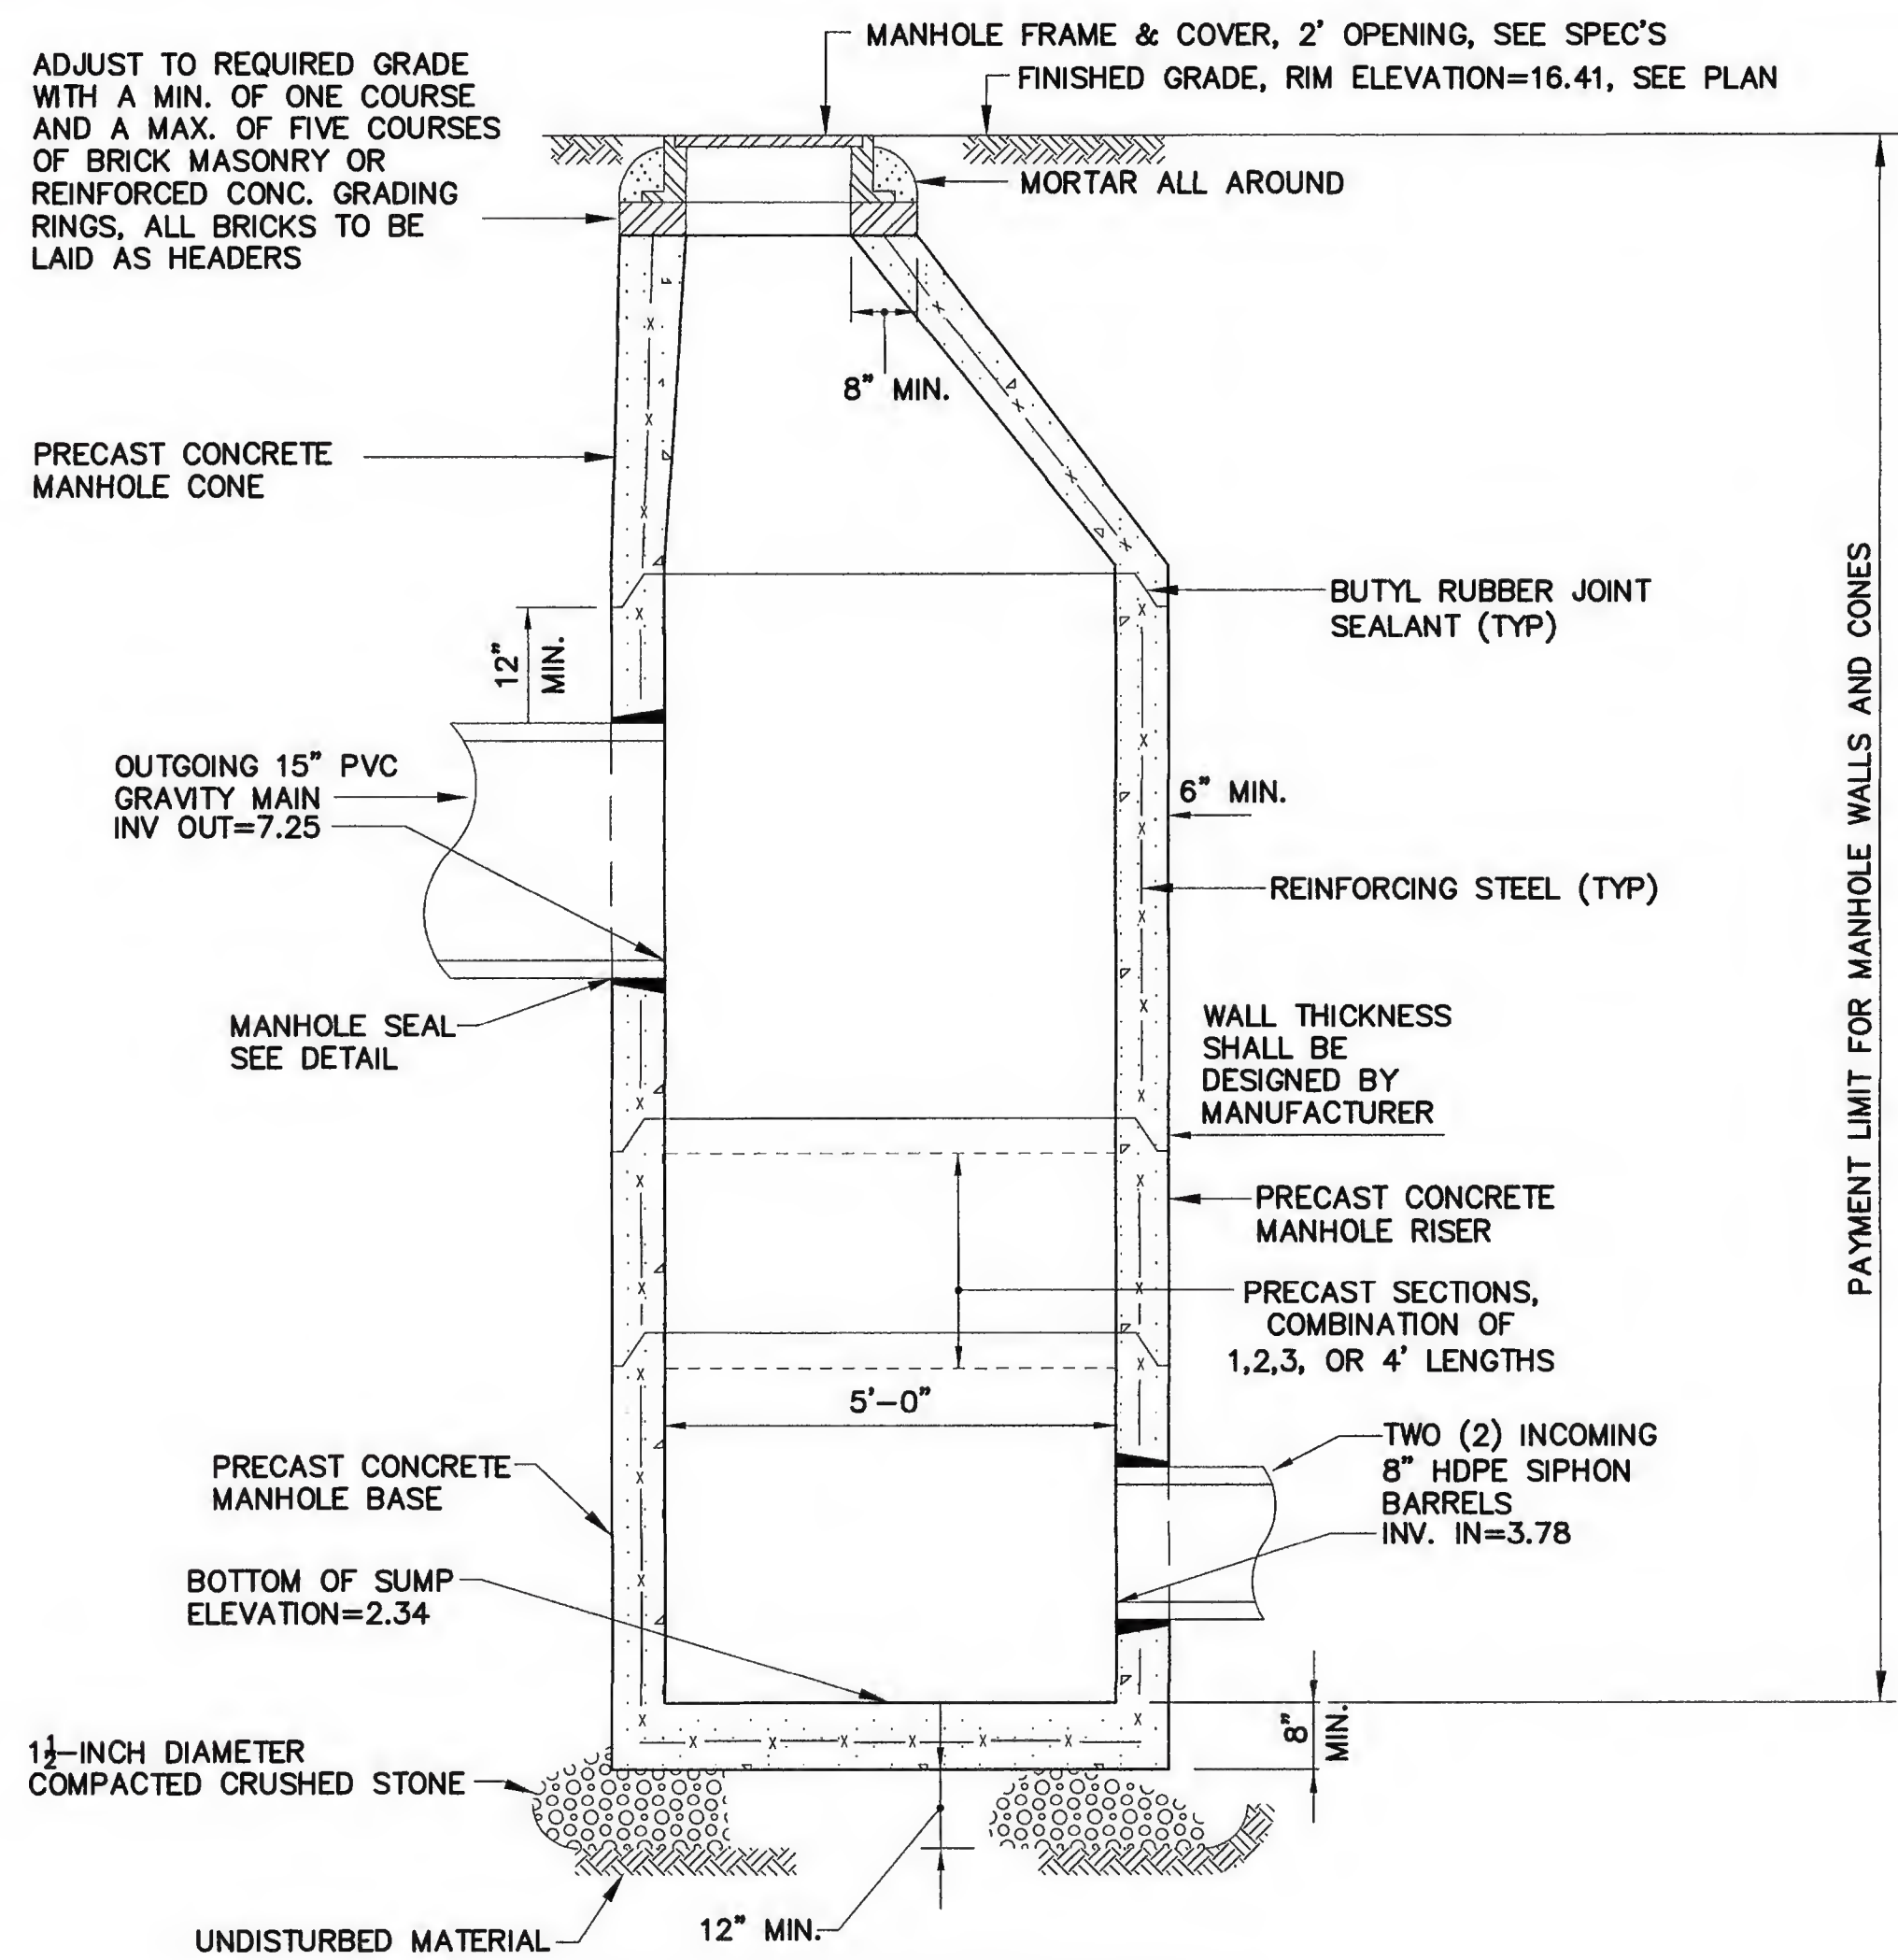 MANHOLE FRAME & COVER, 2' OPENING, SEE SPEC'S
FINISHED GRADE, RIM ELEVATION=16.41, SEE PLAN
ADJUST TO REQUIRED GRADE
WITH A MIN. OF ONE COURSE
AND A MAX. OF FIVE COURSES
OF BRICK MASONRY OR
REINFORCED CONC. GRADING
RINGS, ALL BRICKS TO BE
LAID AS HEADERS
MORTAR ALL AROUND
8" MIN.
PRECAST CONCRETE
MANHOLE CONE
BUTYL RUBBER JOINT
SEALANT (TYP)
12"
MIN.
OUTGOING 15" PVC
GRAVITY MAIN
INV OUT=7.25
6" MIN.
REINFORCING STEEL (TYP)
PAYMENT LIMIT FOR MANHOLE WALLS AND CONES
MANHOLE SEAL
SEE DETAIL
WALL THICKNESS
SHALL BE
DESIGNED BY
MANUFACTURER
PRECAST CONCRETE
MANHOLE RISER
PRECAST SECTIONS,
COMBINATION OF
1,2,3, OR 4' LENGTHS
5'-0"
TWO (2) INCOMING
8" HDPE SIPHON
BARRELS
INV. IN=3.78
PRECAST CONCRETE
MANHOLE BASE
BOTTOM OF SUMP
ELEVATION=2.34
8"
MIN.
1½-INCH DIAMETER
COMPACTED CRUSHED STONE
12" MIN.
UNDISTURBED MATERIAL